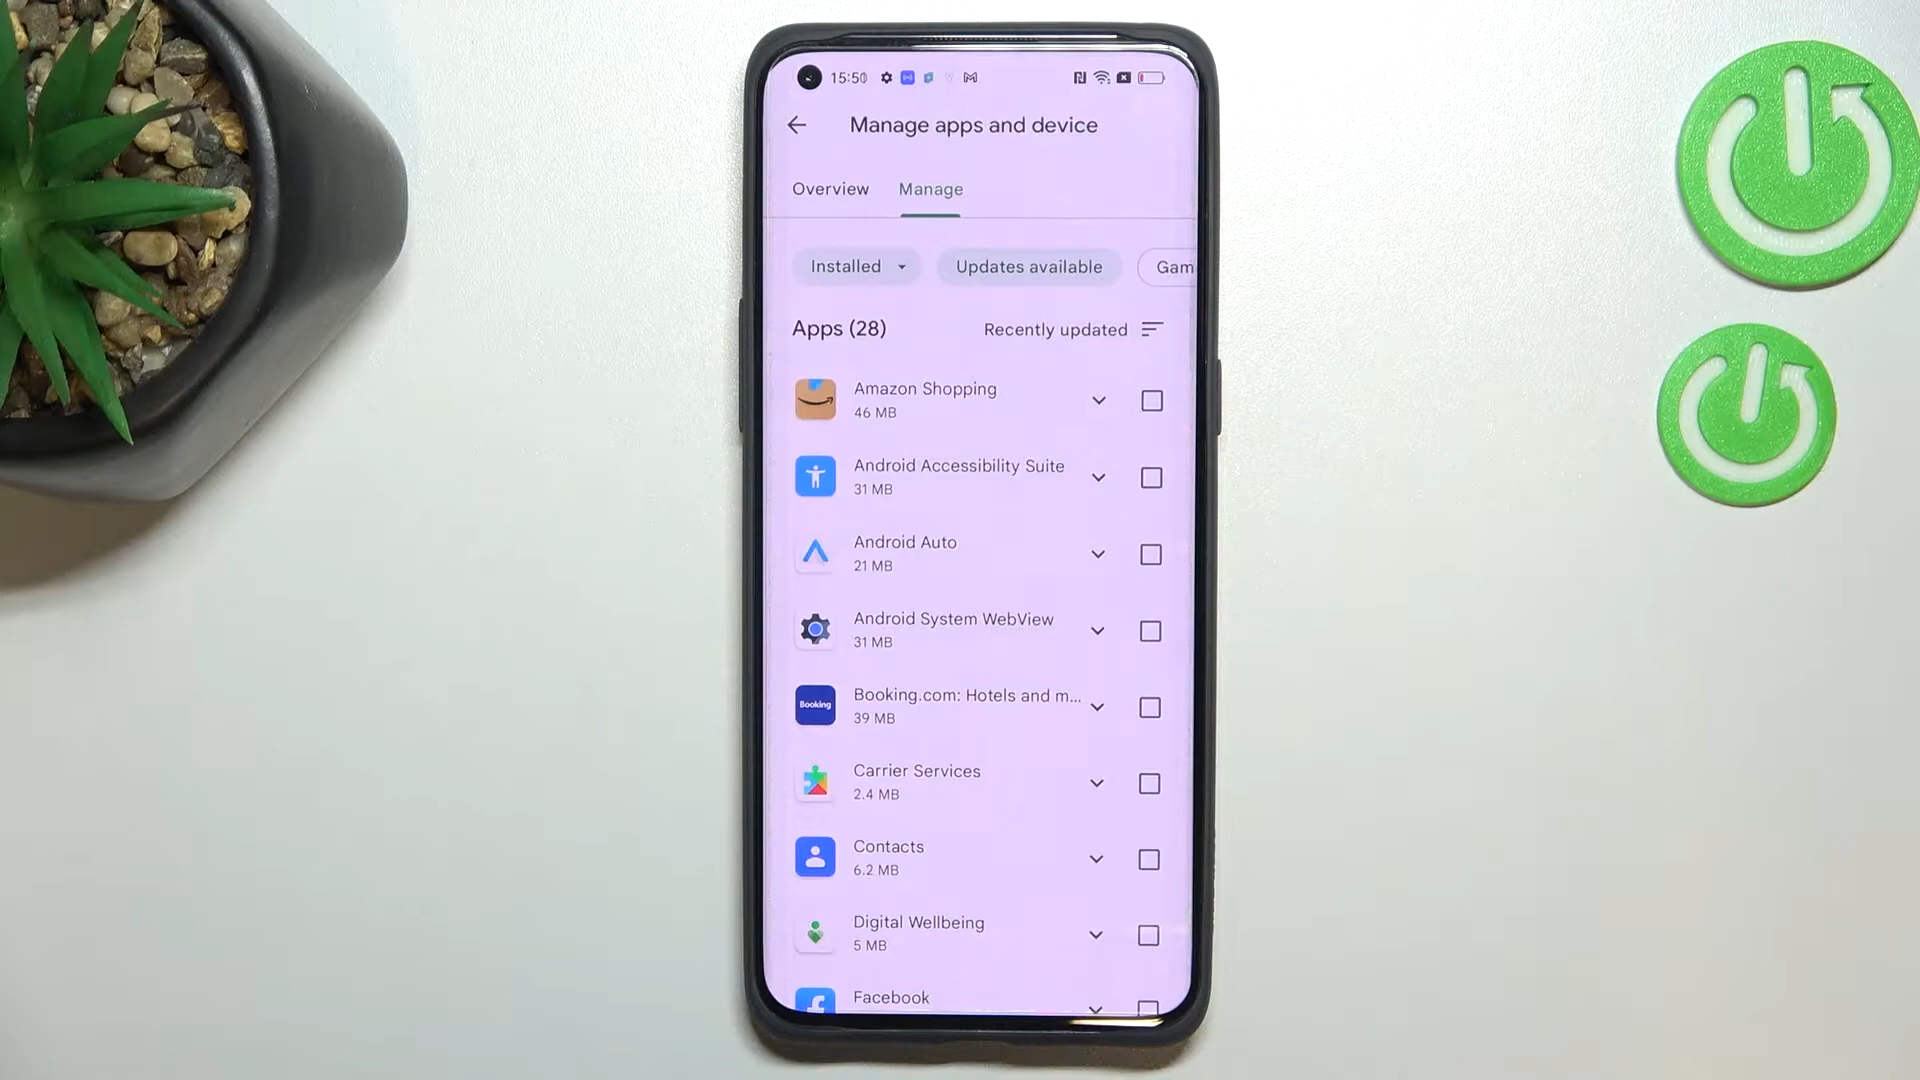 15:50
Manage apps and device
Overview Manage
Installed Updates available Gam
Apps (28) Recently updated
Amazon Shopping
46 MB
Android Accessibility Suite
31 MB
Android Auto
21 MB
Android System WebView
31 MB
Booking.com: Hotels and m...
Booking
39 MB
Carrier Services
2.4 MB
Contacts
6.2 MB
Digital Wellbeing
5 MB
Facebook